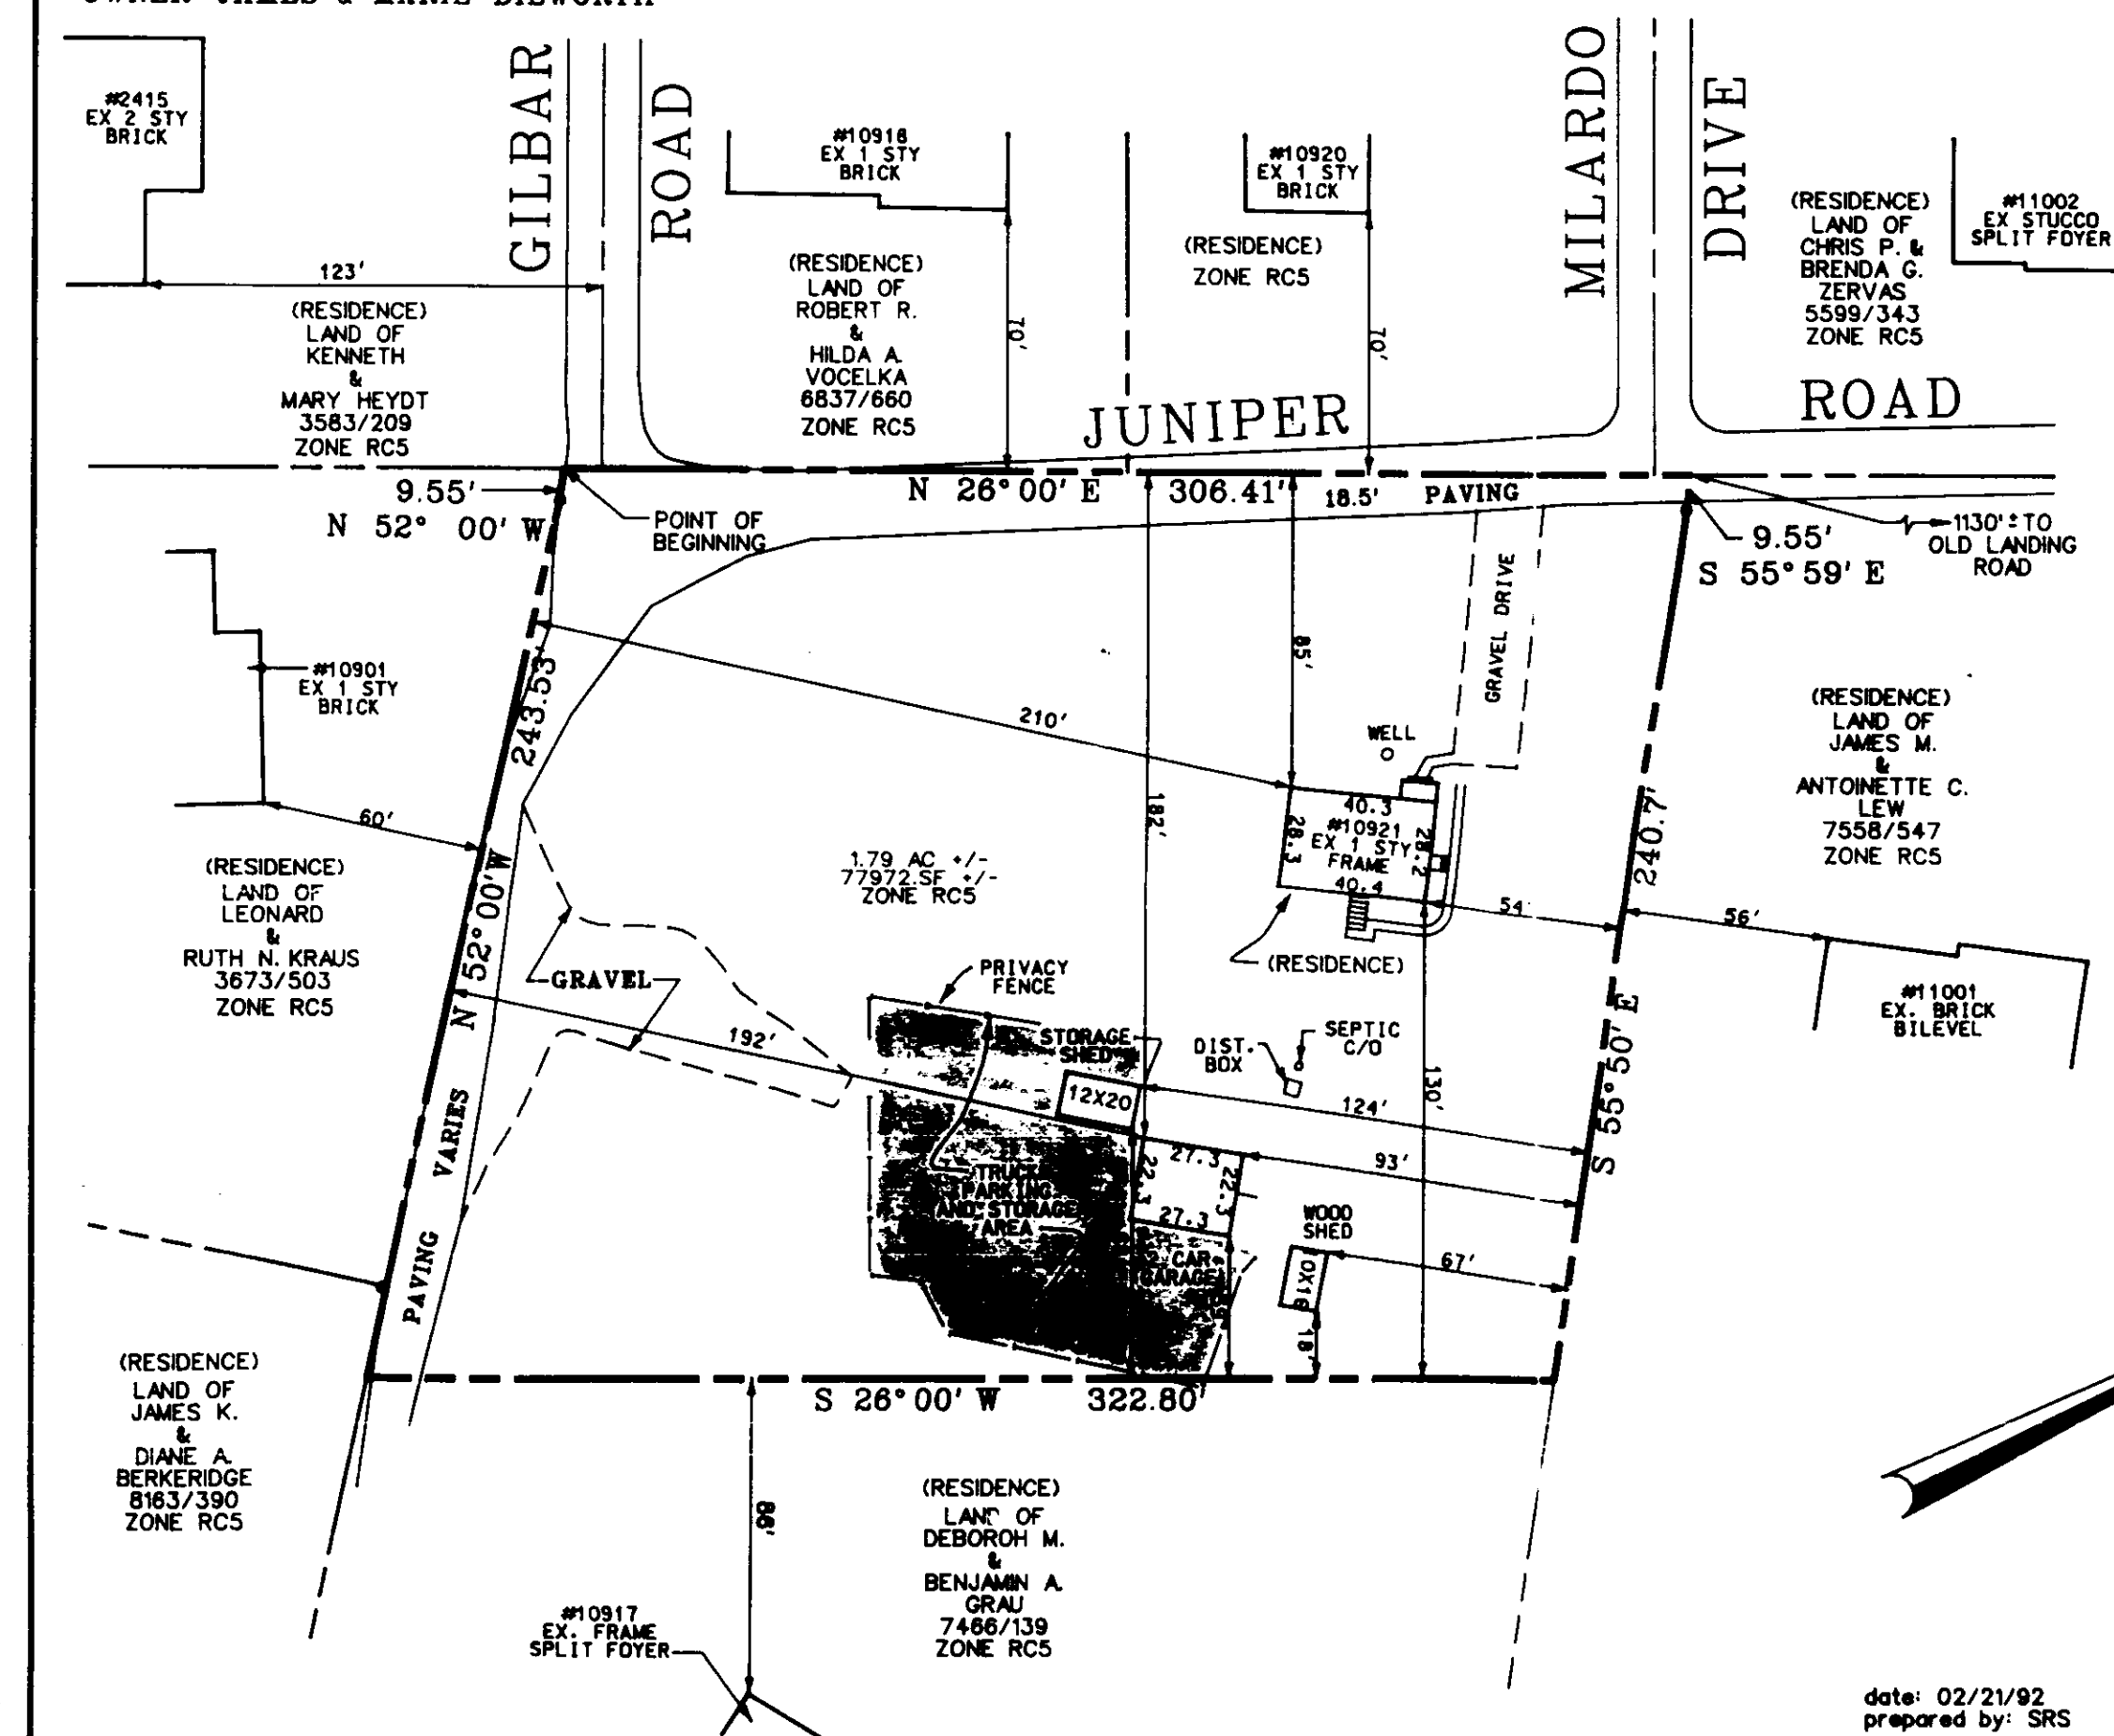 GILBAR
ROAD
MILARDO
DRIVE
#2415
EX 2 STY
BRICK
#10918
EX 1 STY
BRICK
#10920
EX 1 STY
BRICK
#11002
EX STUCCO
SPLIT FOYER
(RESIDENCE)
LAND OF
CHRIS P. &
BRENDA G.
ZERVAS
5599/343
ZONE RC5
123'
(RESIDENCE)
LAND OF
KENNETH
&
MARY HEYDT
3583/209
ZONE RC5
(RESIDENCE)
LAND OF
ROBERT R.
&
HILDA A.
VOCELKA
6837/660
ZONE RC5
70'
(RESIDENCE)
ZONE RC5
70'
JUNIPER
ROAD
9.55'
N 52° 00' W
POINT OF
BEGINNING
N 26°00' E 306.41'
18.5'
PAVING
9.55'
S 55°59' E
1130'± TO
OLD LANDING
ROAD
#10901
EX 1 STY
BRICK
243.53'
N 52°00'W
60'
210'
85'
182'
GRAVEL DRIVE
WELL
40.3
28.3
#10921
EX 1 STY
FRAME
28.2
40.4
(RESIDENCE)
54'
56'
240.7'
S 55°50' E
(RESIDENCE)
LAND OF
JAMES M.
&
ANTOINETTE C.
LEW
7558/547
ZONE RC5
#11001
EX. BRICK
BILEVEL
(RESIDENCE)
LAND OF
LEONARD
&
RUTH N. KRAUS
3673/503
ZONE RC5
1.79 AC +/-
77972.SF +/-
ZONE RC5
GRAVEL
192'
PRIVACY
FENCE
STORAGE
SHED
12X20
DIST.
BOX
SEPTIC
C/O
124'
130'
93'
27.3
22.3
22.3
27.3
TRUCK
PARKING
AND STORAGE
AREA
CAR
GARAGE
WOOD
SHED
10X16
67'
18'
PAVING VARIES
S 26°00' W 322.80'
(RESIDENCE)
LAND OF
JAMES K.
&
DIANE A.
BERKERIDGE
8163/390
ZONE RC5
(RESIDENCE)
LAND OF
DEBOROH M.
&
BENJAMIN A.
GRAU
7466/139
ZONE RC5
#10917
EX. FRAME
SPLIT FOYER
date: 02/21/92
prepared by: SRS